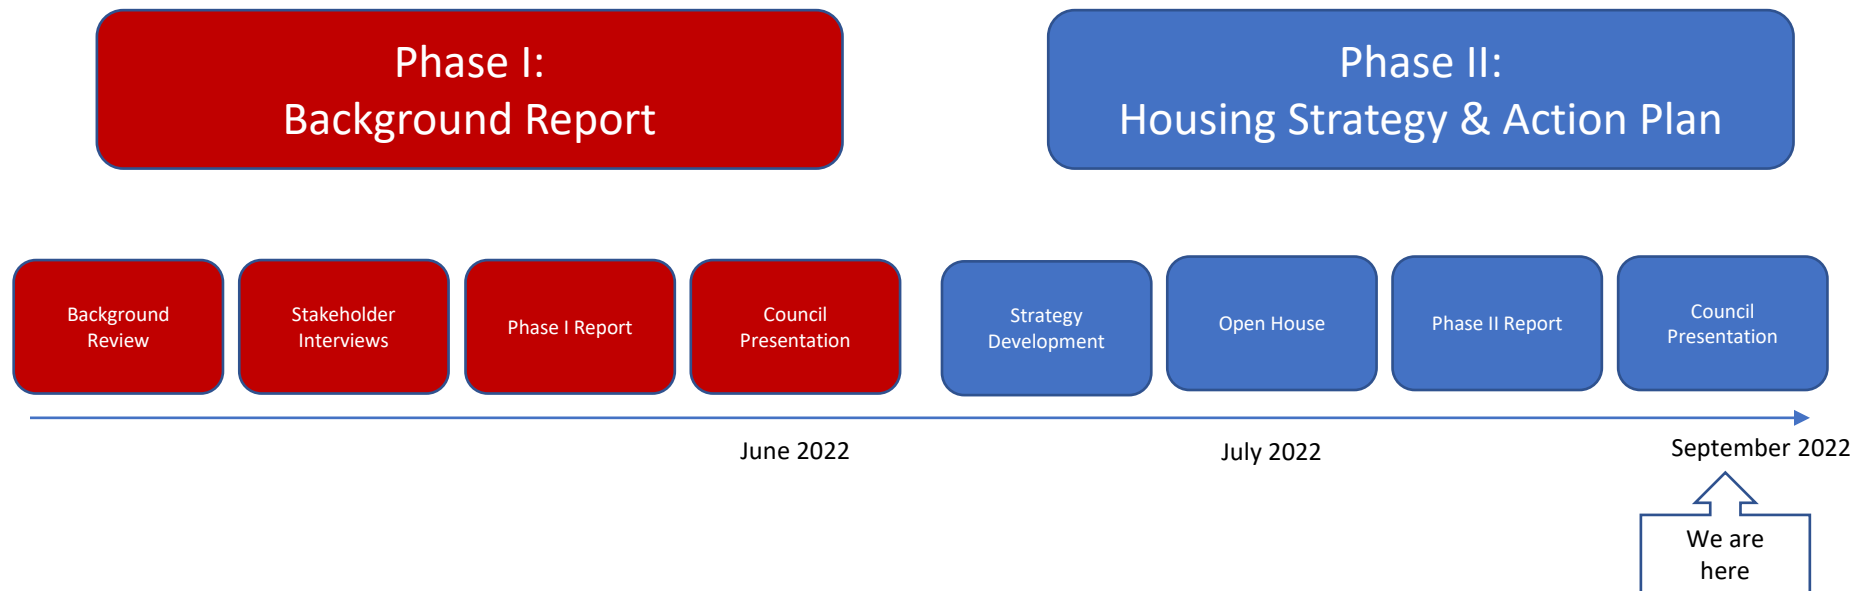 Phase I:
Background Report
Phase II:
Housing Strategy & Action Plan
Background
Review
Stakeholder
Interviews
Phase I Report
Council
Presentation
Strategy
Development
Open House
Phase II Report
Council
Presentation
June 2022
July 2022
September 2022
We are
here